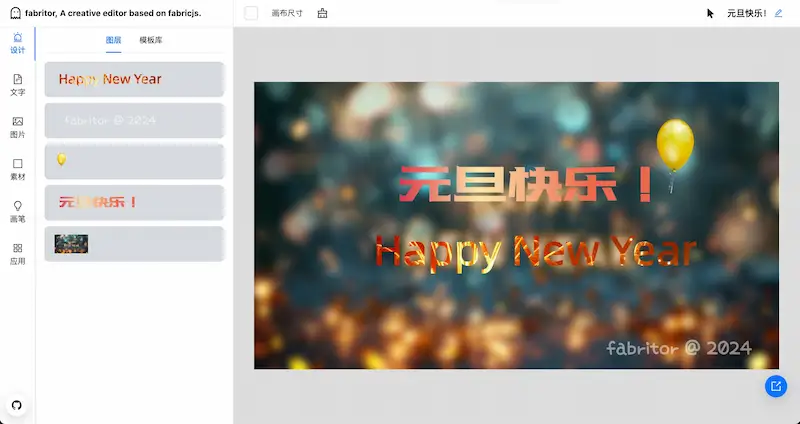 fabritor, A creative editor based on fabricjs.
画布尺寸
元旦快乐！
设计
文字
图片
素材
画笔
应用
图层
模板库
Happy New Year
fabritor @ 2024
元旦快乐！
元旦快乐！
Happy New Year
fabritor @ 2024